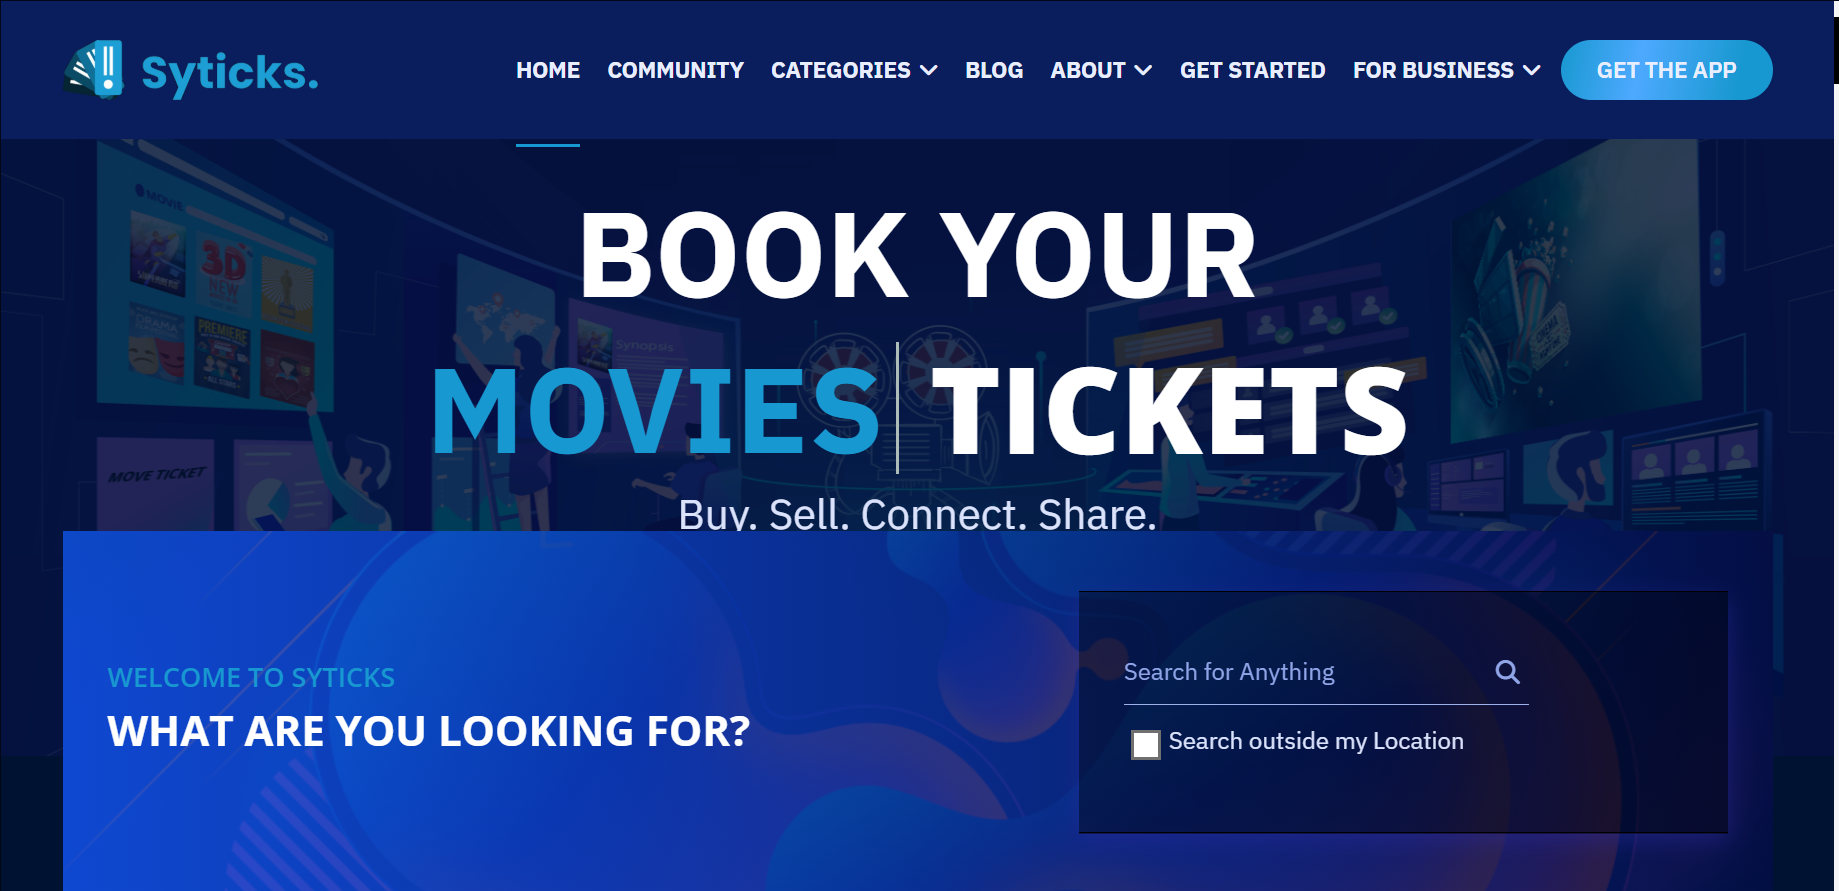 Syticks.
HOME COMMUNITY CATEGORIES BLOG ABOUT GET STARTED FOR BUSINESS GET THE APP
BOOK YOUR
MOVIES TICKETS
Buy. Sell. Connect. Share.
MOVIE
3D
NEW
DRAMA
PREMIERE
ALL STARS
Synopsis
MOVE TICKET
WELCOME TO SYTICKS
WHAT ARE YOU LOOKING FOR?
Search for Anything
Search outside my Location